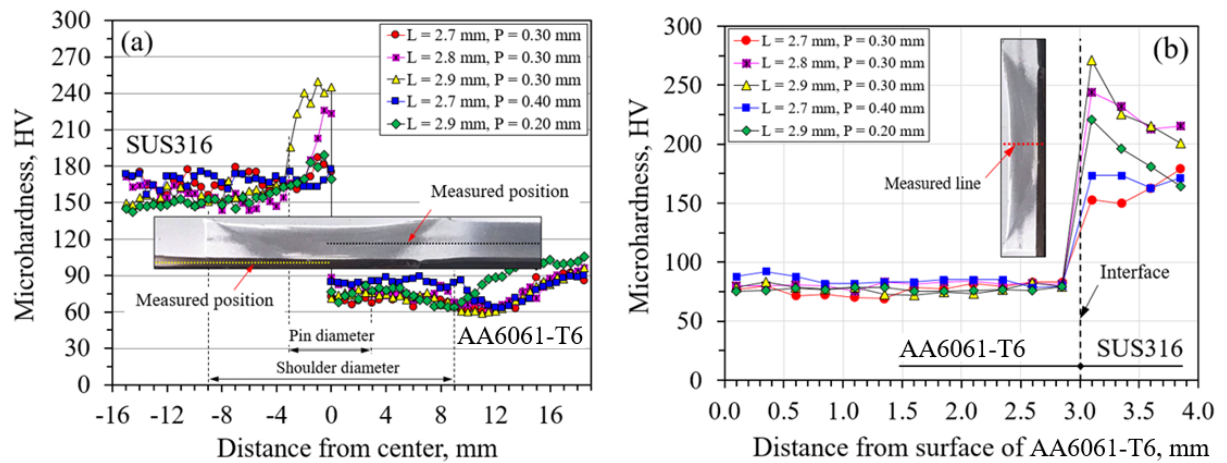 (a)
L = 2.7 mm, P = 0.30 mm
L = 2.8 mm, P = 0.30 mm
L = 2.9 mm, P = 0.30 mm
L = 2.7 mm, P = 0.40 mm
L = 2.9 mm, P = 0.20 mm
300
270
240
210
180
150
120
90
60
30
0
Microhardness, HV
SUS316
Measured position
Measured position
AA6061-T6
Pin diameter
Shoulder diameter
-16 -12 -8 -4 0 4 8 12 16
Distance from center, mm
(b)
L = 2.7 mm, P = 0.30 mm
L = 2.8 mm, P = 0.30 mm
L = 2.9 mm, P = 0.30 mm
L = 2.7 mm, P = 0.40 mm
L = 2.9 mm, P = 0.20 mm
300
250
200
150
100
50
0
Microhardness, HV
Measured line
Interface
AA6061-T6
SUS316
0.0 0.5 1.0 1.5 2.0 2.5 3.0 3.5 4.0
Distance from surface of AA6061-T6, mm